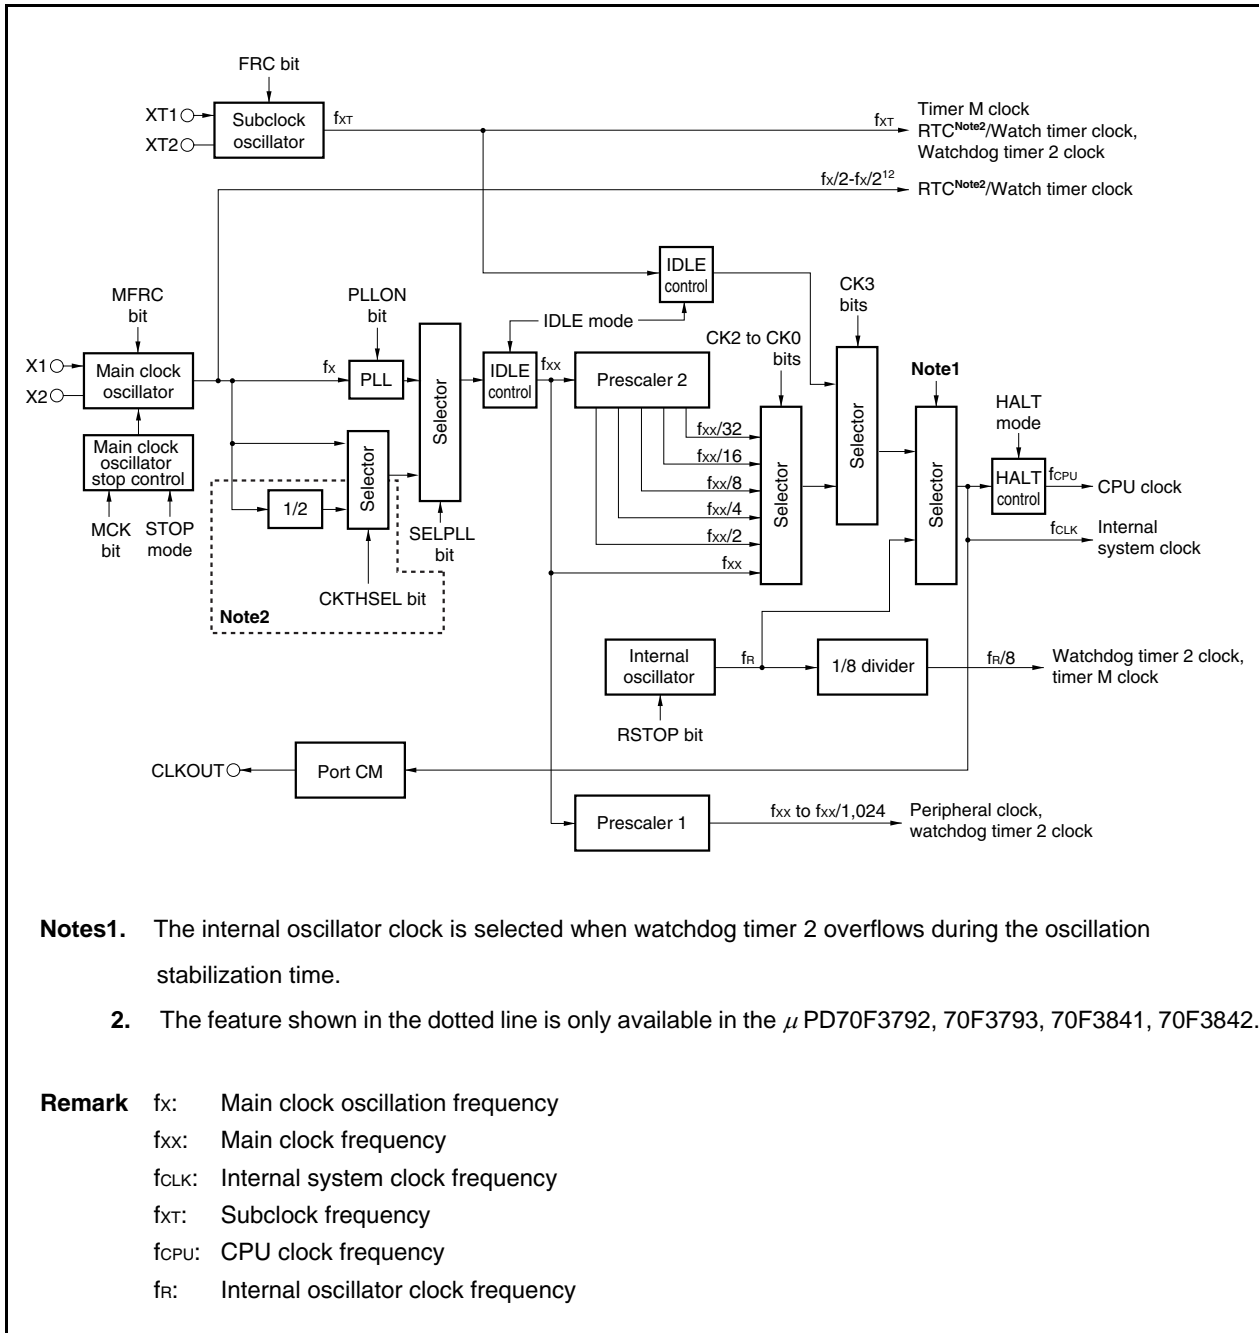 FRC bit
XT1
XT2
Subclock
oscillator
fXT
fXT
Timer M clock
RTCNote2/Watch timer clock,
Watchdog timer 2 clock
fX/2-fX/2¹²
RTCNote2/Watch timer clock
MFRC
bit
PLLON
bit
IDLE mode
IDLE
control
CK3
bits
CK2 to CK0
bits
X1
X2
Main clock
oscillator
fX
PLL
Selector
IDLE
control
fXX
Prescaler 2
Note1
HALT
mode
Main clock
oscillator
stop control
MCK
bit
STOP
mode
1/2
Selector
SELPLL
bit
CKTHSEL bit
Note2
fXX/32
fXX/16
fXX/8
fXX/4
fXX/2
fXX
Selector
Selector
Selector
HALT
control
fCPU
CPU clock
fCLK
Internal
system clock
Internal
oscillator
fR
1/8 divider
fR/8
Watchdog timer 2 clock,
timer M clock
RSTOP bit
CLKOUT
Port CM
Prescaler 1
fXX to fXX/1,024
Peripheral clock,
watchdog timer 2 clock
Notes1. The internal oscillator clock is selected when watchdog timer 2 overflows during the oscillation
stabilization time.
2. The feature shown in the dotted line is only available in the μ PD70F3792, 70F3793, 70F3841, 70F3842.
Remark fX: Main clock oscillation frequency
fXX: Main clock frequency
fCLK: Internal system clock frequency
fXT: Subclock frequency
fCPU: CPU clock frequency
fR: Internal oscillator clock frequency